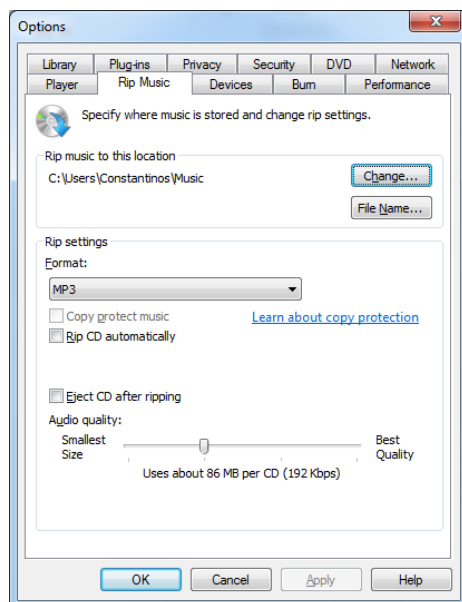 Options
Library Plug-ins Privacy Security DVD Network
Player Rip Music Devices Burn Performance
Specify where music is stored and change rip settings.
Rip music to this location
C:\Users\Constantinos\Music
Change...
File Name...
Rip settings
Format:
MP3
Copy protect music Learn about copy protection
Rip CD automatically
Eject CD after ripping
Audio quality:
Smallest Best
Size Quality
Uses about 86 MB per CD (192 Kbps)
OK Cancel Apply Help